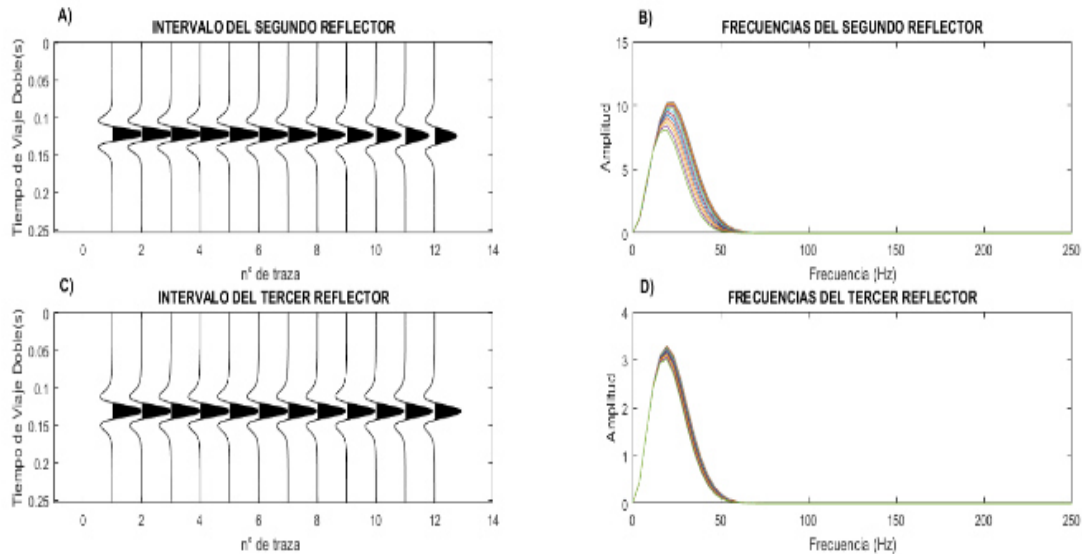 A)
INTERVALO DEL SEGUNDO REFLECTOR
Tiempo de Viaje Doble(s)
0
0.05
0.1
0.15
0.2
0.25
0 2 4 6 8 10 12 14
n° de traza
B)
FRECUENCIAS DEL SEGUNDO REFLECTOR
Amplitud
15
10
5
0
0 50 100 150 200 250
Frecuencia (Hz)
C)
INTERVALO DEL TERCER REFLECTOR
Tiempo de Viaje Doble(s)
0
0.05
0.1
0.15
0.2
0.25
0 2 4 6 8 10 12 14
n° de traza
D)
FRECUENCIAS DEL TERCER REFLECTOR
Amplitud
4
3
2
1
0
0 50 100 150 200 250
Frecuencia (Hz)